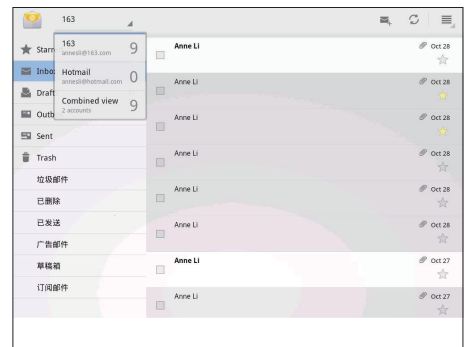 163
163
annesli@163.com
9
Hotmail
annesli@hotmail.com
0
Combined view
2 accounts
9
Starr
Inbo
Draft
Outb
Sent
Trash
垃圾邮件
已删除
已发送
广告邮件
草稿箱
订阅邮件
Anne Li
Oct 28
Anne Li
Oct 28
Anne Li
Oct 28
Anne Li
Oct 28
Anne Li
Oct 28
Anne Li
Oct 28
Anne Li
Oct 27
Anne Li
Oct 27